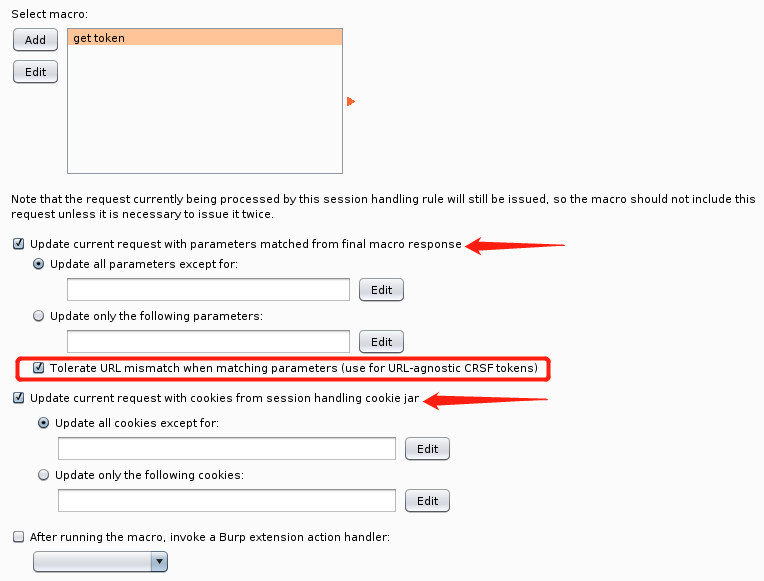 Select macro:
Add
get token
Edit
Note that the request currently being processed by this session handling rule will still be issued, so the macro should not include this
request unless it is necessary to issue it twice.
Update current request with parameters matched from final macro response
Update all parameters except for:
Edit
Update only the following parameters:
Edit
Tolerate URL mismatch when matching parameters (use for URL-agnostic CRSF tokens)
Update current request with cookies from session handling cookie jar
Update all cookies except for:
Edit
Update only the following cookies:
Edit
After running the macro, invoke a Burp extension action handler: